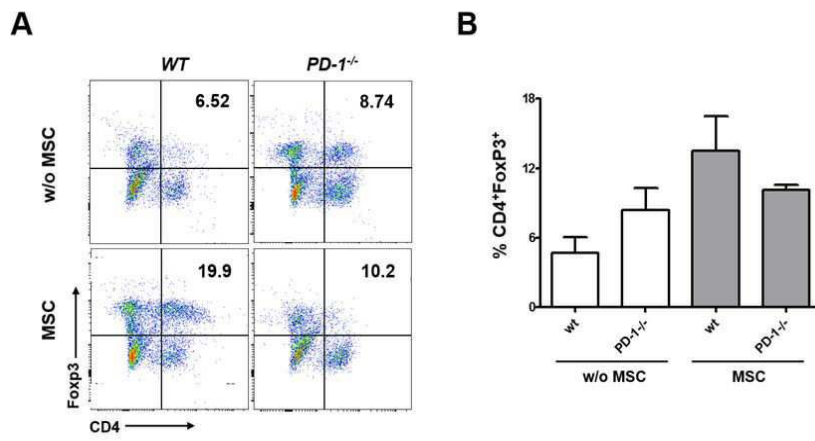 A
WT
PD-1-/-
w/o MSC
6.52
8.74
MSC
19.9
10.2
Foxp3
CD4
B
% CD4+FoxP3+
18
12
6
0
wt
PD-1-/-
wt
PD-1-/-
w/o MSC
MSC